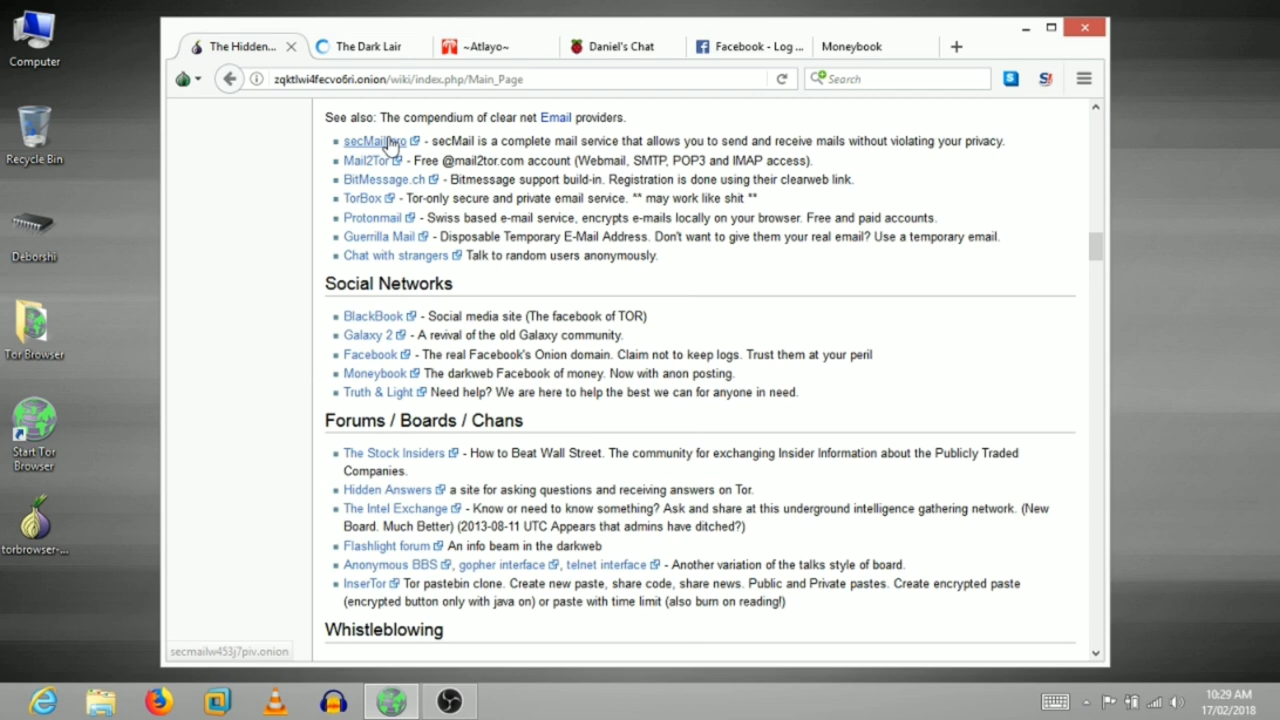 Computer
Recycle Bin
Deborshi
Tor Browser
Start Tor
Browser
torbrowser-...
The Hidden...
The Dark Lair
~Atlayo~
Daniel's Chat
Facebook - Log ...
Moneybook
zqktlwi4fecvo6ri.onion/wiki/index.php/Main_Page
Search
See also: The compendium of clear net Email providers.
- secMail is a complete mail service that allows you to send and receive mails without violating your privacy.
Mail2Tor - Free @mail2tor.com account (Webmail, SMTP, POP3 and IMAP access).
BitMessage.ch - Bitmessage support build-in. Registration is done using their clearweb link.
TorBox - Tor-only secure and private email service. ** may work like shit **
Protonmail - Swiss based e-mail service, encrypts e-mails locally on your browser. Free and paid accounts.
Guerrilla Mail - Disposable Temporary E-Mail Address. Don't want to give them your real email? Use a temporary email.
Chat with strangers Talk to random users anonymously.
Social Networks
BlackBook - Social media site (The facebook of TOR)
Galaxy 2 - A revival of the old Galaxy community.
Facebook - The real Facebook's Onion domain. Claim not to keep logs. Trust them at your peril
Moneybook The darkweb Facebook of money. Now with anon posting.
Truth & Light Need help? We are here to help the best we can for anyone in need.
Forums / Boards / Chans
The Stock Insiders - How to Beat Wall Street. The community for exchanging Insider Information about the Publicly Traded
Companies.
Hidden Answers a site for asking questions and receiving answers on Tor.
The Intel Exchange - Know or need to know something? Ask and share at this underground intelligence gathering network. (New
Board. Much Better) (2013-08-11 UTC Appears that admins have ditched?)
Flashlight forum An info beam in the darkweb
Anonymous BBS, gopher interface, telnet interface - Another variation of the talks style of board.
InserTor Tor pastebin clone. Create new paste, share code, share news. Public and Private pastes. Create encrypted paste
(encrypted button only with java on) or paste with time limit (also burn on reading!)
Whistleblowing
secmailw453j7piv.onion
10:29 AM
17/02/2018